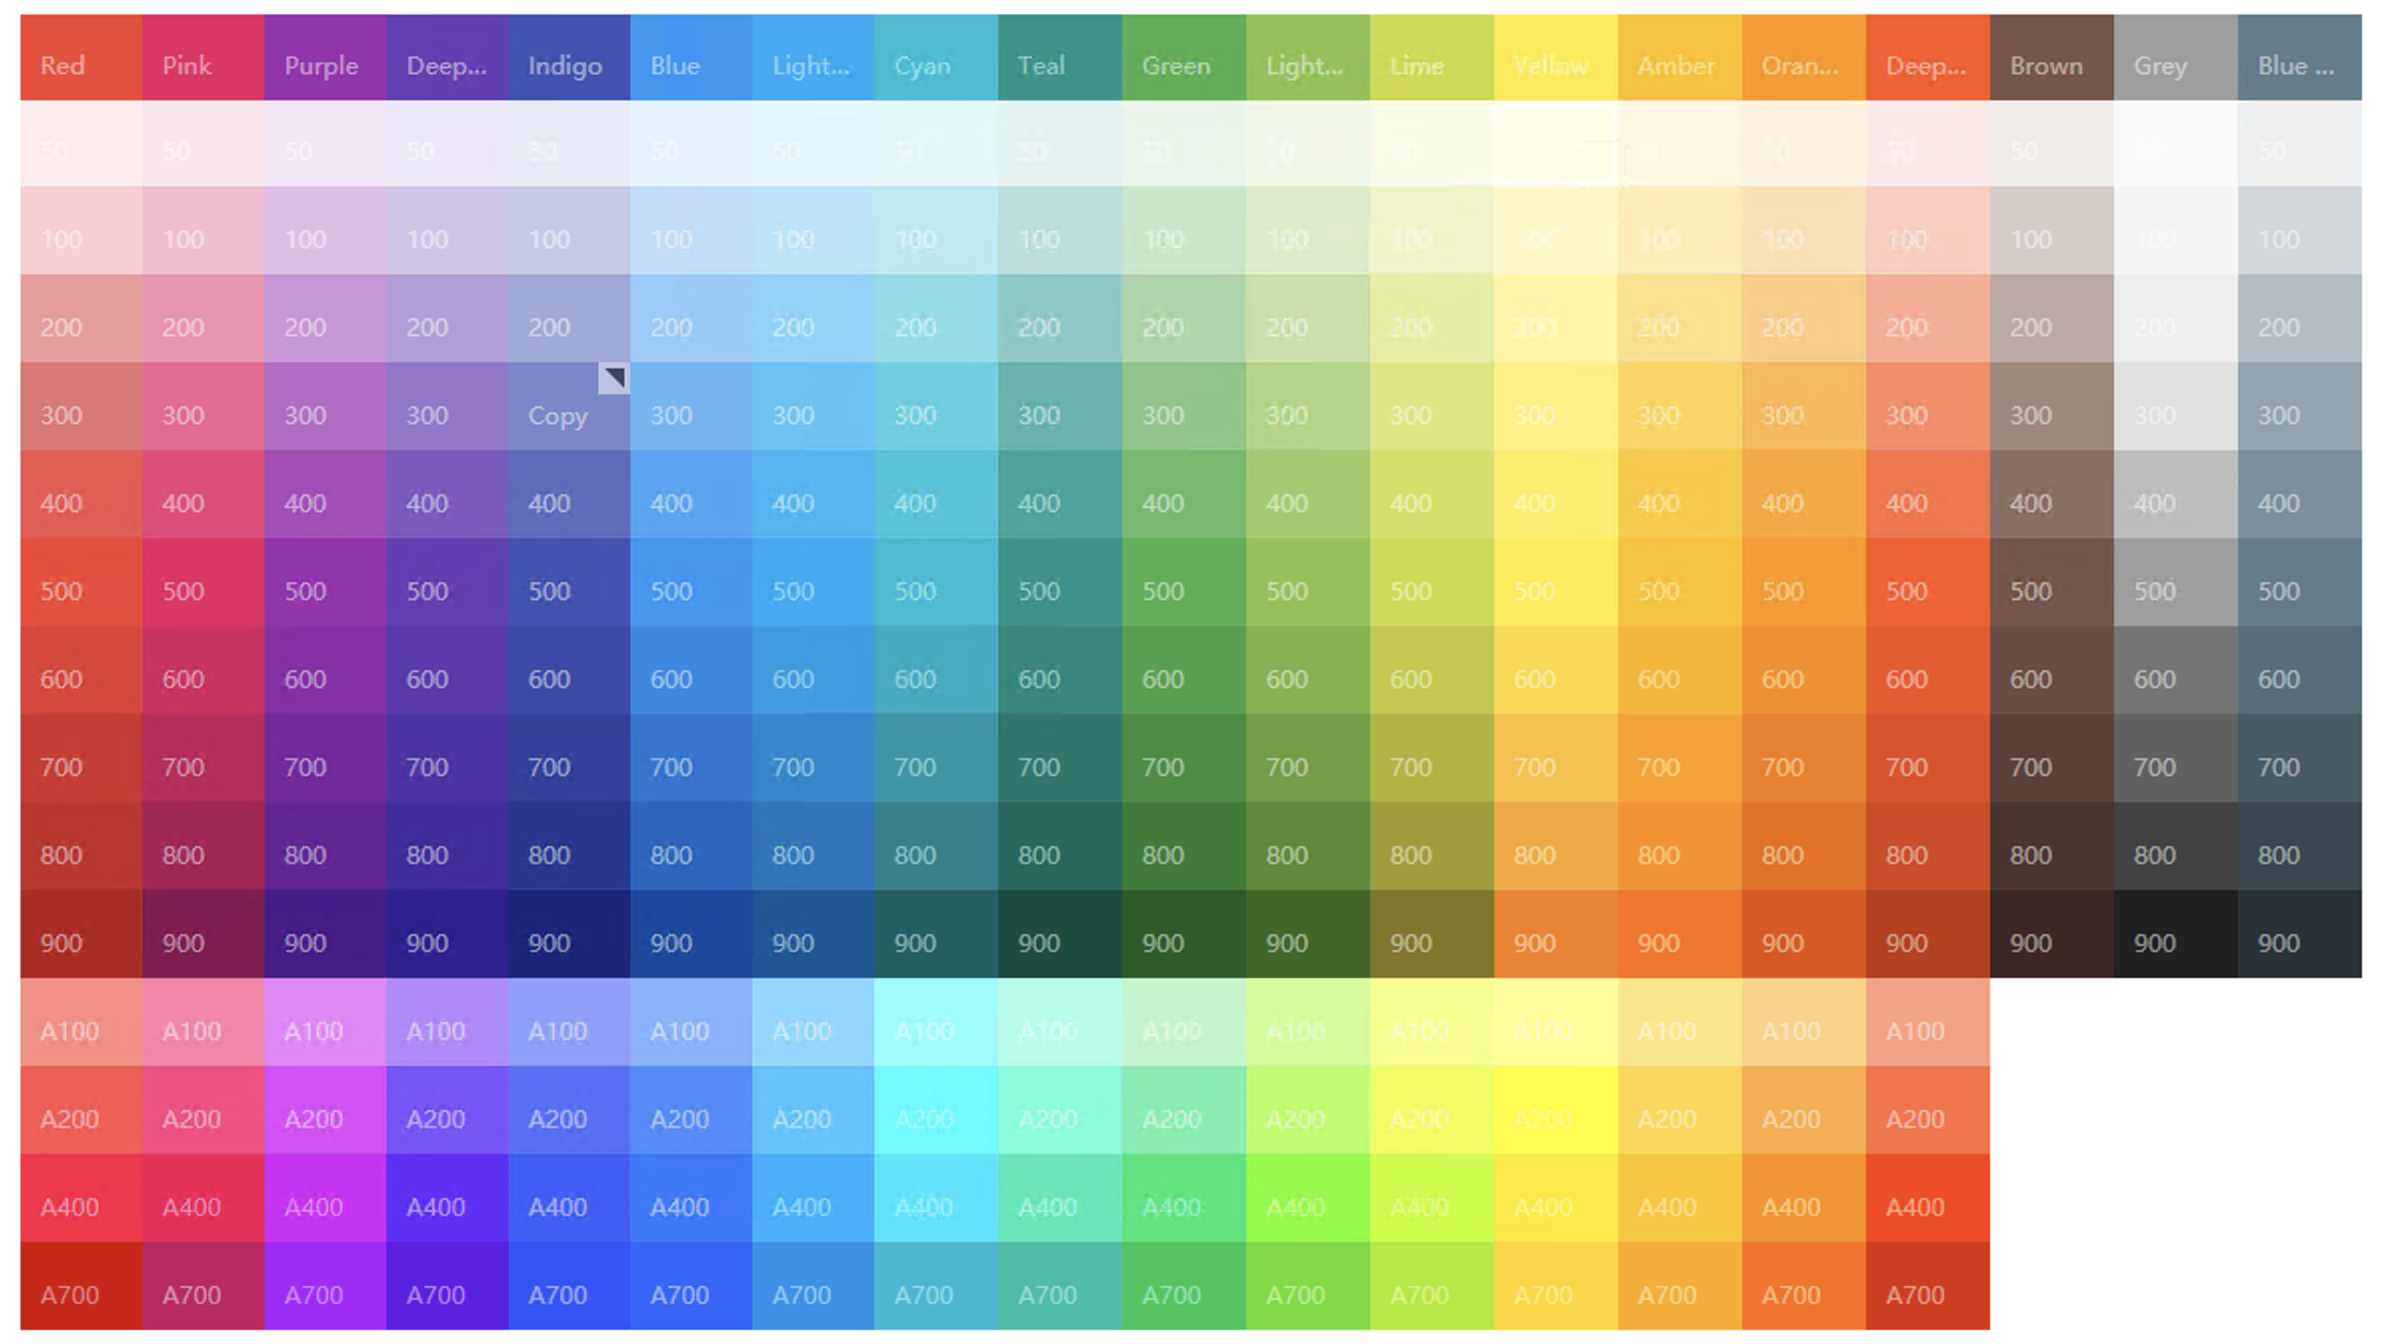 Red Pink Purple Deep... Indigo Blue Light... Cyan Teal Green Light... Lime Yellow Amber Oran... Deep... Brown Grey Blue ...
50 50 50 50 50 50 50 50 50 50 50 50 50 50 50 50 50
100 100 100 100 100 100 100 100 100 100 100 100 100 100 100 100 100 100 100
200 200 200 200 200 200 200 200 200 200 200 200 200 200 200 200 200 200 200
300 300 300 300 Copy 300 300 300 300 300 300 300 300 300 300 300 300 300 300
400 400 400 400 400 400 400 400 400 400 400 400 400 400 400 400 400 400 400
500 500 500 500 500 500 500 500 500 500 500 500 500 500 500 500 500 500 500
600 600 600 600 600 600 600 600 600 600 600 600 600 600 600 600 600 600 600
700 700 700 700 700 700 700 700 700 700 700 700 700 700 700 700 700 700 700
800 800 800 800 800 800 800 800 800 800 800 800 800 800 800 800 800 800 800
900 900 900 900 900 900 900 900 900 900 900 900 900 900 900 900 900 900 900
A100 A100 A100 A100 A100 A100 A100 A100 A100 A100 A100 A100 A100 A100 A100 A100
A200 A200 A200 A200 A200 A200 A200 A200 A200 A200 A200 A200 A200 A200 A200 A200
A400 A400 A400 A400 A400 A400 A400 A400 A400 A400 A400 A400 A400 A400 A400 A400
A700 A700 A700 A700 A700 A700 A700 A700 A700 A700 A700 A700 A700 A700 A700 A700